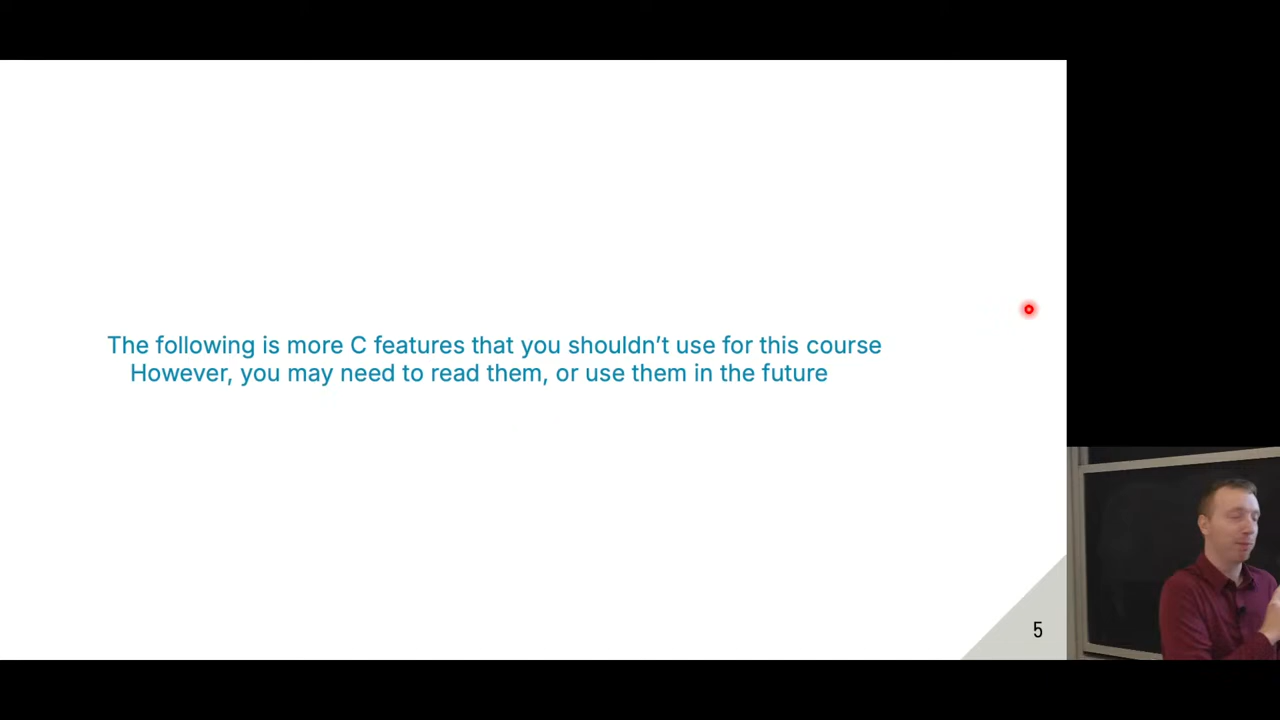 The following is more C features that you shouldn’t use for this course
However, you may need to read them, or use them in the future
5